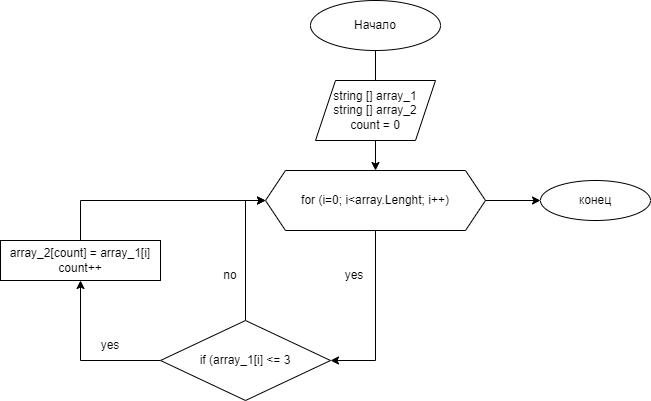 Начало
string [] array_1
string [] array_2
count = 0
for (i=0; i<array.Lenght; i++)
конец
array_2[count] = array_1[i]
count++
no
yes
yes
if (array_1[i] <= 3